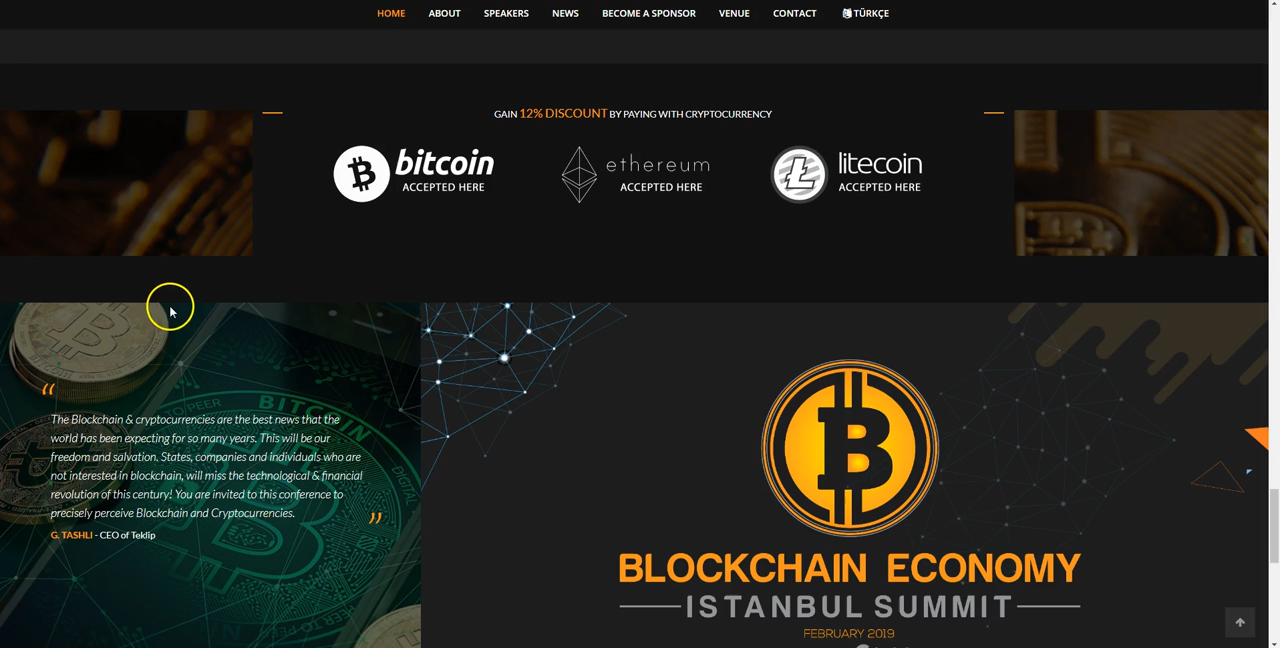 HOME ABOUT SPEAKERS NEWS BECOME A SPONSOR VENUE CONTACT TÜRKÇE
GAIN 12% DISCOUNT BY PAYING WITH CRYPTOCURRENCY
bitcoin
ACCEPTED HERE
ethereum
ACCEPTED HERE
litecoin
ACCEPTED HERE
“
The Blockchain & cryptocurrencies are the best news that the
world has been expecting for so many years. This will be our
freedom and salvation. States, companies and individuals who are
not interested in blockchain, will miss the technological & financial
revolution of this century! You are invited to this conference to
precisely perceive Blockchain and Cryptocurrencies.
”
G. TASHLI - CEO of Teklip
BITCOIN
DIGITAL
PEER
BLOCKCHAIN ECONOMY
ISTANBUL SUMMIT
FEBRUARY 2019